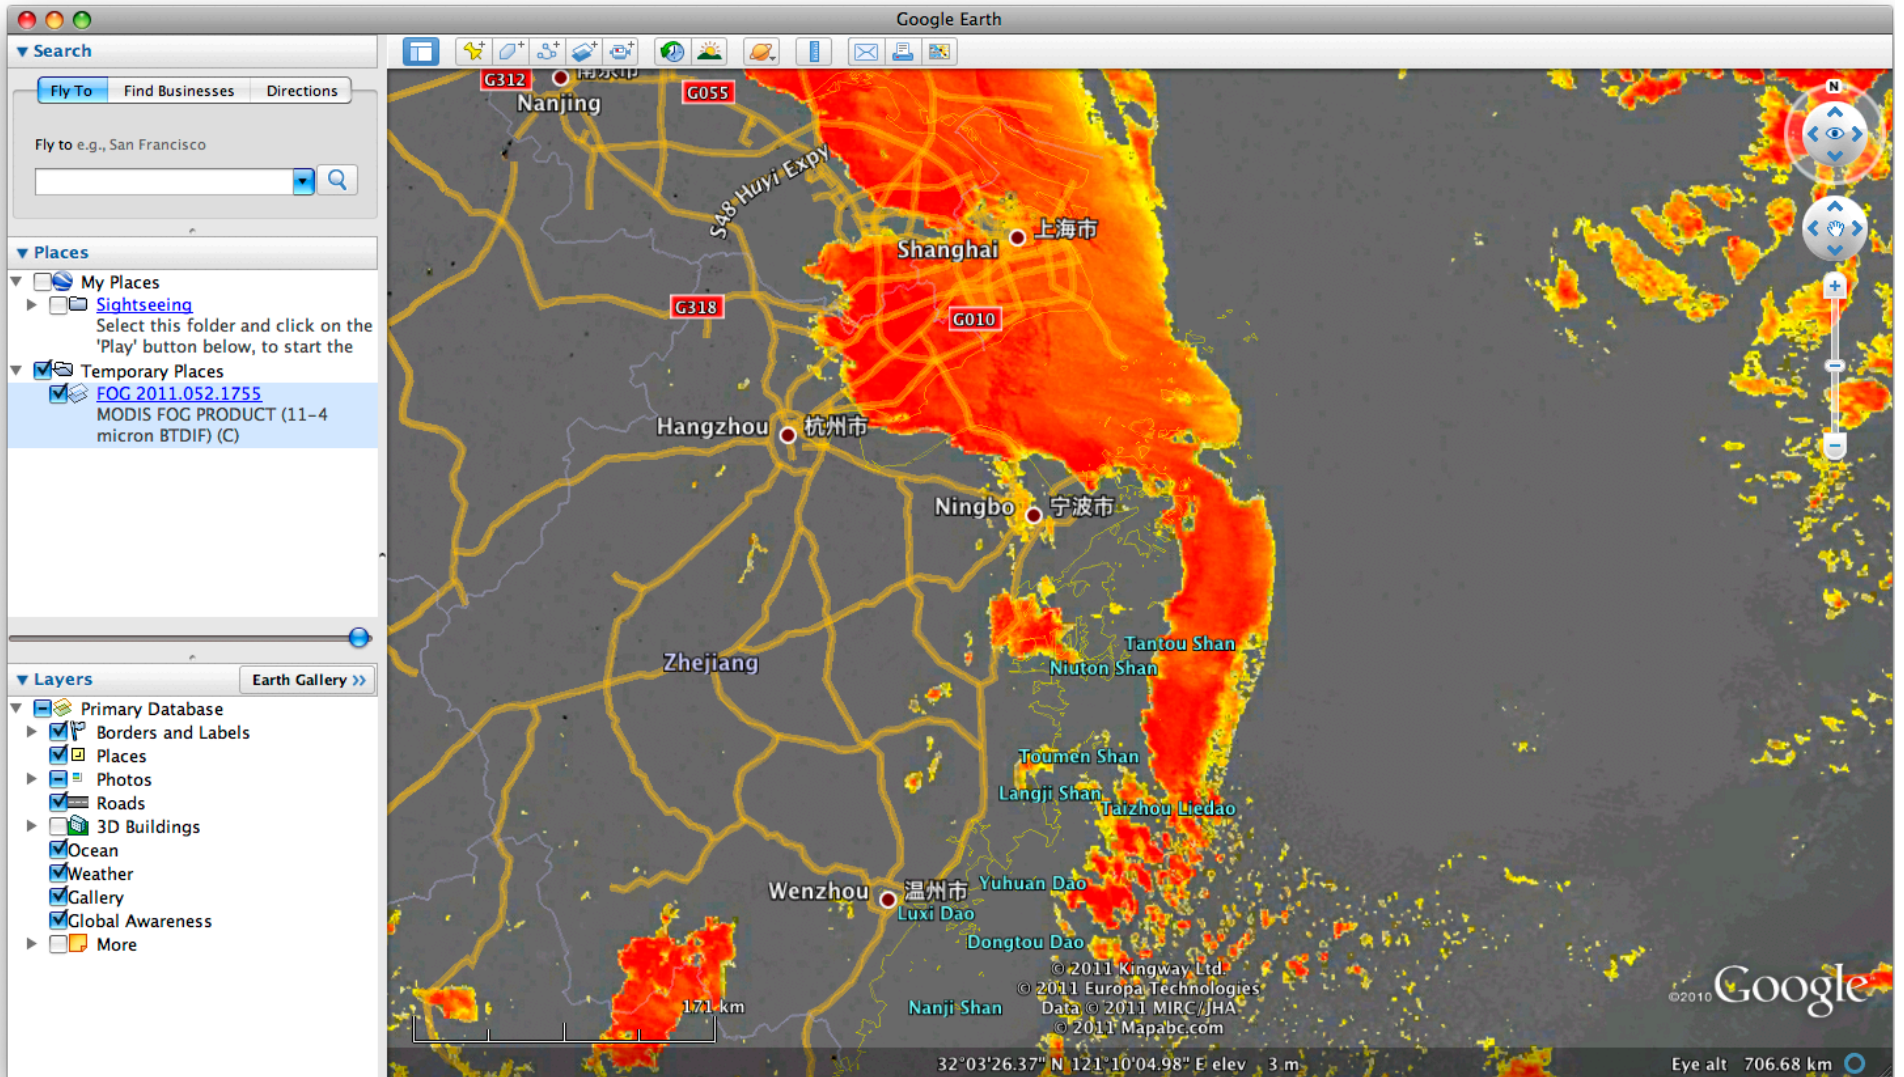 Google Earth
Search
Fly To
Find Businesses
Directions
Fly to e.g., San Francisco
Places
My Places
Sightseeing
Select this folder and click on the
'Play' button below, to start the
Temporary Places
FOG 2011.052.1755
MODIS FOG PRODUCT (11-4
micron BTDIF) (C)
Layers
Earth Gallery >>
Primary Database
Borders and Labels
Places
Photos
Roads
3D Buildings
Ocean
Weather
Gallery
Global Awareness
More
G312
南京市
Nanjing
G055
N
S48 Huyi Expy
上海市
Shanghai
G318
G010
Hangzhou
杭州市
Ningbo
宁波市
Tantou Shan
Zhejiang
Niuton Shan
Toumen Shan
Langji Shan
Taizhou Liedao
Wenzhou
温州市
Yuhuan Dao
Luxi Dao
Dongtou Dao
© 2011 Kingway Ltd.
© 2011 Europa Technologies
Nanji Shan
Data © 2011 MIRC/JHA
© 2011 Mapabc.com
171 km
©2010 Google
32°03'26.37" N 121°10'04.98" E elev 3 m
Eye alt 706.68 km